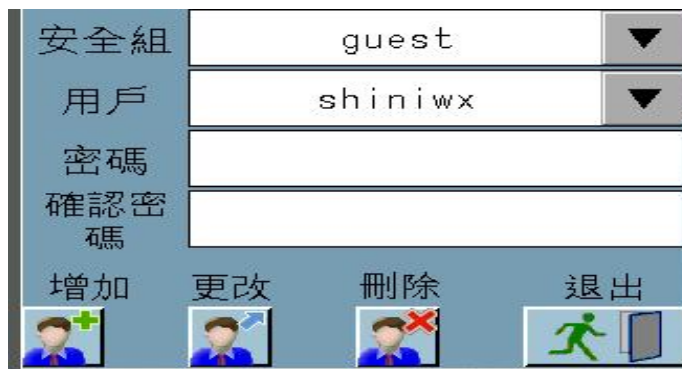 安全組 guest
用戶 shiniwx
密碼
確認密
碼
增加 更改 刪除 退出